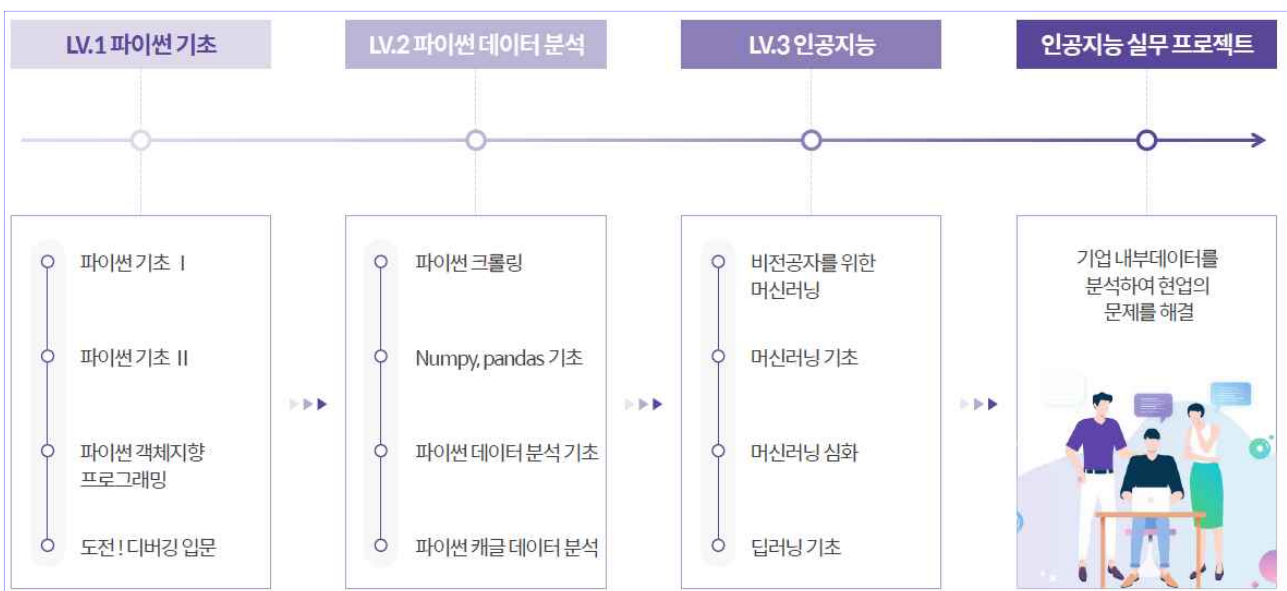 LV.1 파이썬 기초
LV.2 파이썬 데이터 분석
LV.3 인공지능
인공지능 실무 프로젝트
파이썬 기초 Ⅰ
파이썬 기초 Ⅱ
파이썬 객체지향
프로그래밍
도전! 디버깅 입문
파이썬 크롤링
Numpy, pandas 기초
파이썬 데이터 분석 기초
파이썬 캐글 데이터 분석
비전공자를 위한
머신러닝
머신러닝 기초
머신러닝 심화
딥러닝 기초
기업 내부데이터를
분석하여 현업의
문제를 해결